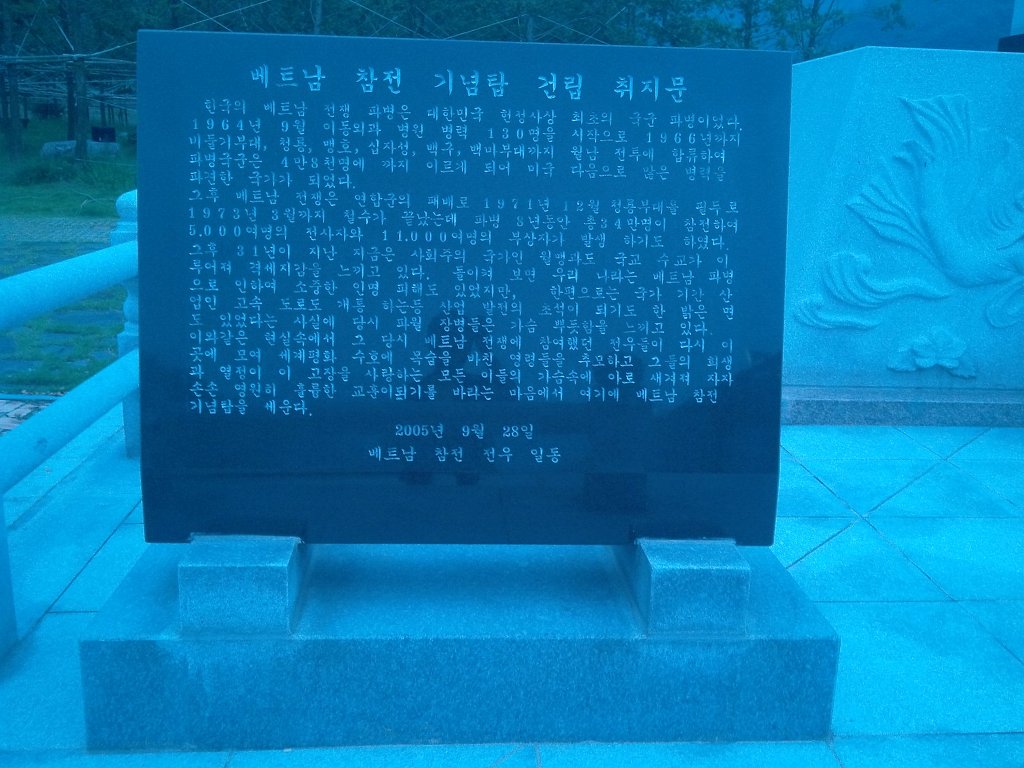 베트남 참전 기념탑 건립 취지문
한국의 베트남 전쟁 파병은 대한민국 헌정사상 최초의 국군 파병이었다.
1964년 9월 이동외과 병원 병력 130명을 시작으로 1966년까지
비둘기부대, 청룡, 맹호, 십자성, 백구, 백마부대까지 월남 전투에 합류하여
파병국군은 4만8천명에 까지 이르게 되어 미국 다음으로 많은 병력을
파견한 국가가 되었다.
그후 베트남 전쟁은 연합군의 패배로 1971년 12월 청룡부대를 필두로
1973년 3월까지 철수가 끝났는데 파병 8년동안 총34만명이 참전하여
5.000여명의 전사자와 11.000여명의 부상자가 발생 하기도 하였다.
그후 31년이 지난 지금은 사회주의 국가인 월맹과도 국교 수교가 이
루어져 격세지감을 느끼고 있다. 돌이켜 보면 우리 나라는 베트남 파병
으로 인하여 소중한 인명 피해도 있었지만, 한편으로는 국가 기간 산
업인 고속 도로도 개통 하는등 산업 발전의 초석이 되기도 한 밝은 면
도 있었다는 사실에 당시 파월 장병들은 가슴 뿌듯함을 느끼고 있다.
이와같은 현실속에서 그 당시 베트남 전쟁에 참여했던 전우들이 다시 이
곳에 모여 세계평화 수호에 목숨을 바친 영령들을 추모하고 그들의 희생
과 열정이 이 고장을 사랑하는 모든 이들의 가슴속에 아로 새겨져 자자
손손 영원히 훌륭한 교훈이되기를 바라는 마음에서 여기에 베트남 참전
기념탑을 세운다.
2005년 9월 28일
베트남 참전 전우 일동